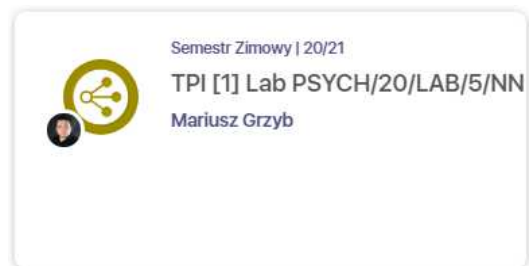 Semestr Zimowy | 20/21
TPI [1] Lab PSYCH/20/LAB/5/NN
Mariusz Grzyb